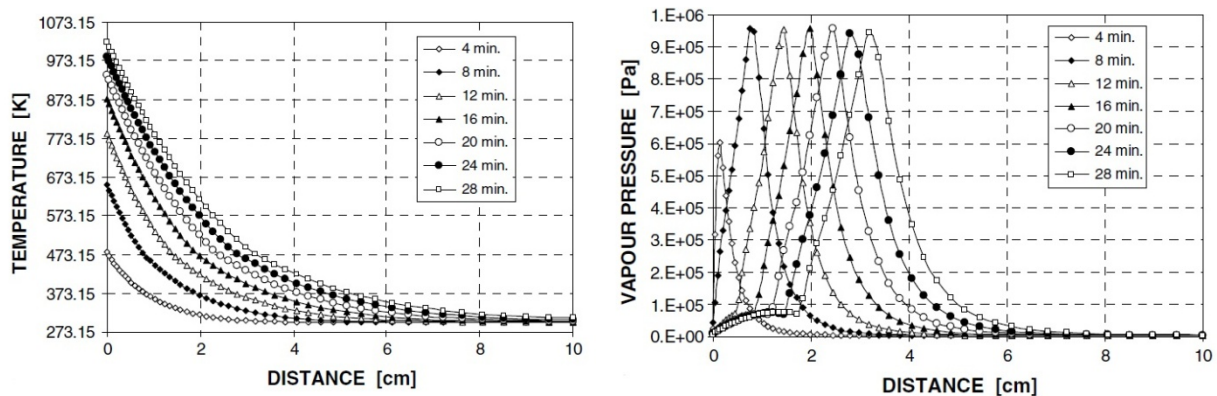 TEMPERATURE [K]
1073.15
973.15
873.15
773.15
673.15
573.15
473.15
373.15
273.15
4 min.
8 min.
12 min.
16 min.
20 min.
24 min.
28 min.
0 2 4 6 8 10
DISTANCE [cm]
VAPOUR PRESSURE [Pa]
1.E+06
9.E+05
8.E+05
7.E+05
6.E+05
5.E+05
4.E+05
3.E+05
2.E+05
1.E+05
0.E+00
4 min.
8 min.
12 min.
16 min.
20 min.
24 min.
28 min.
0 2 4 6 8 10
DISTANCE [cm]